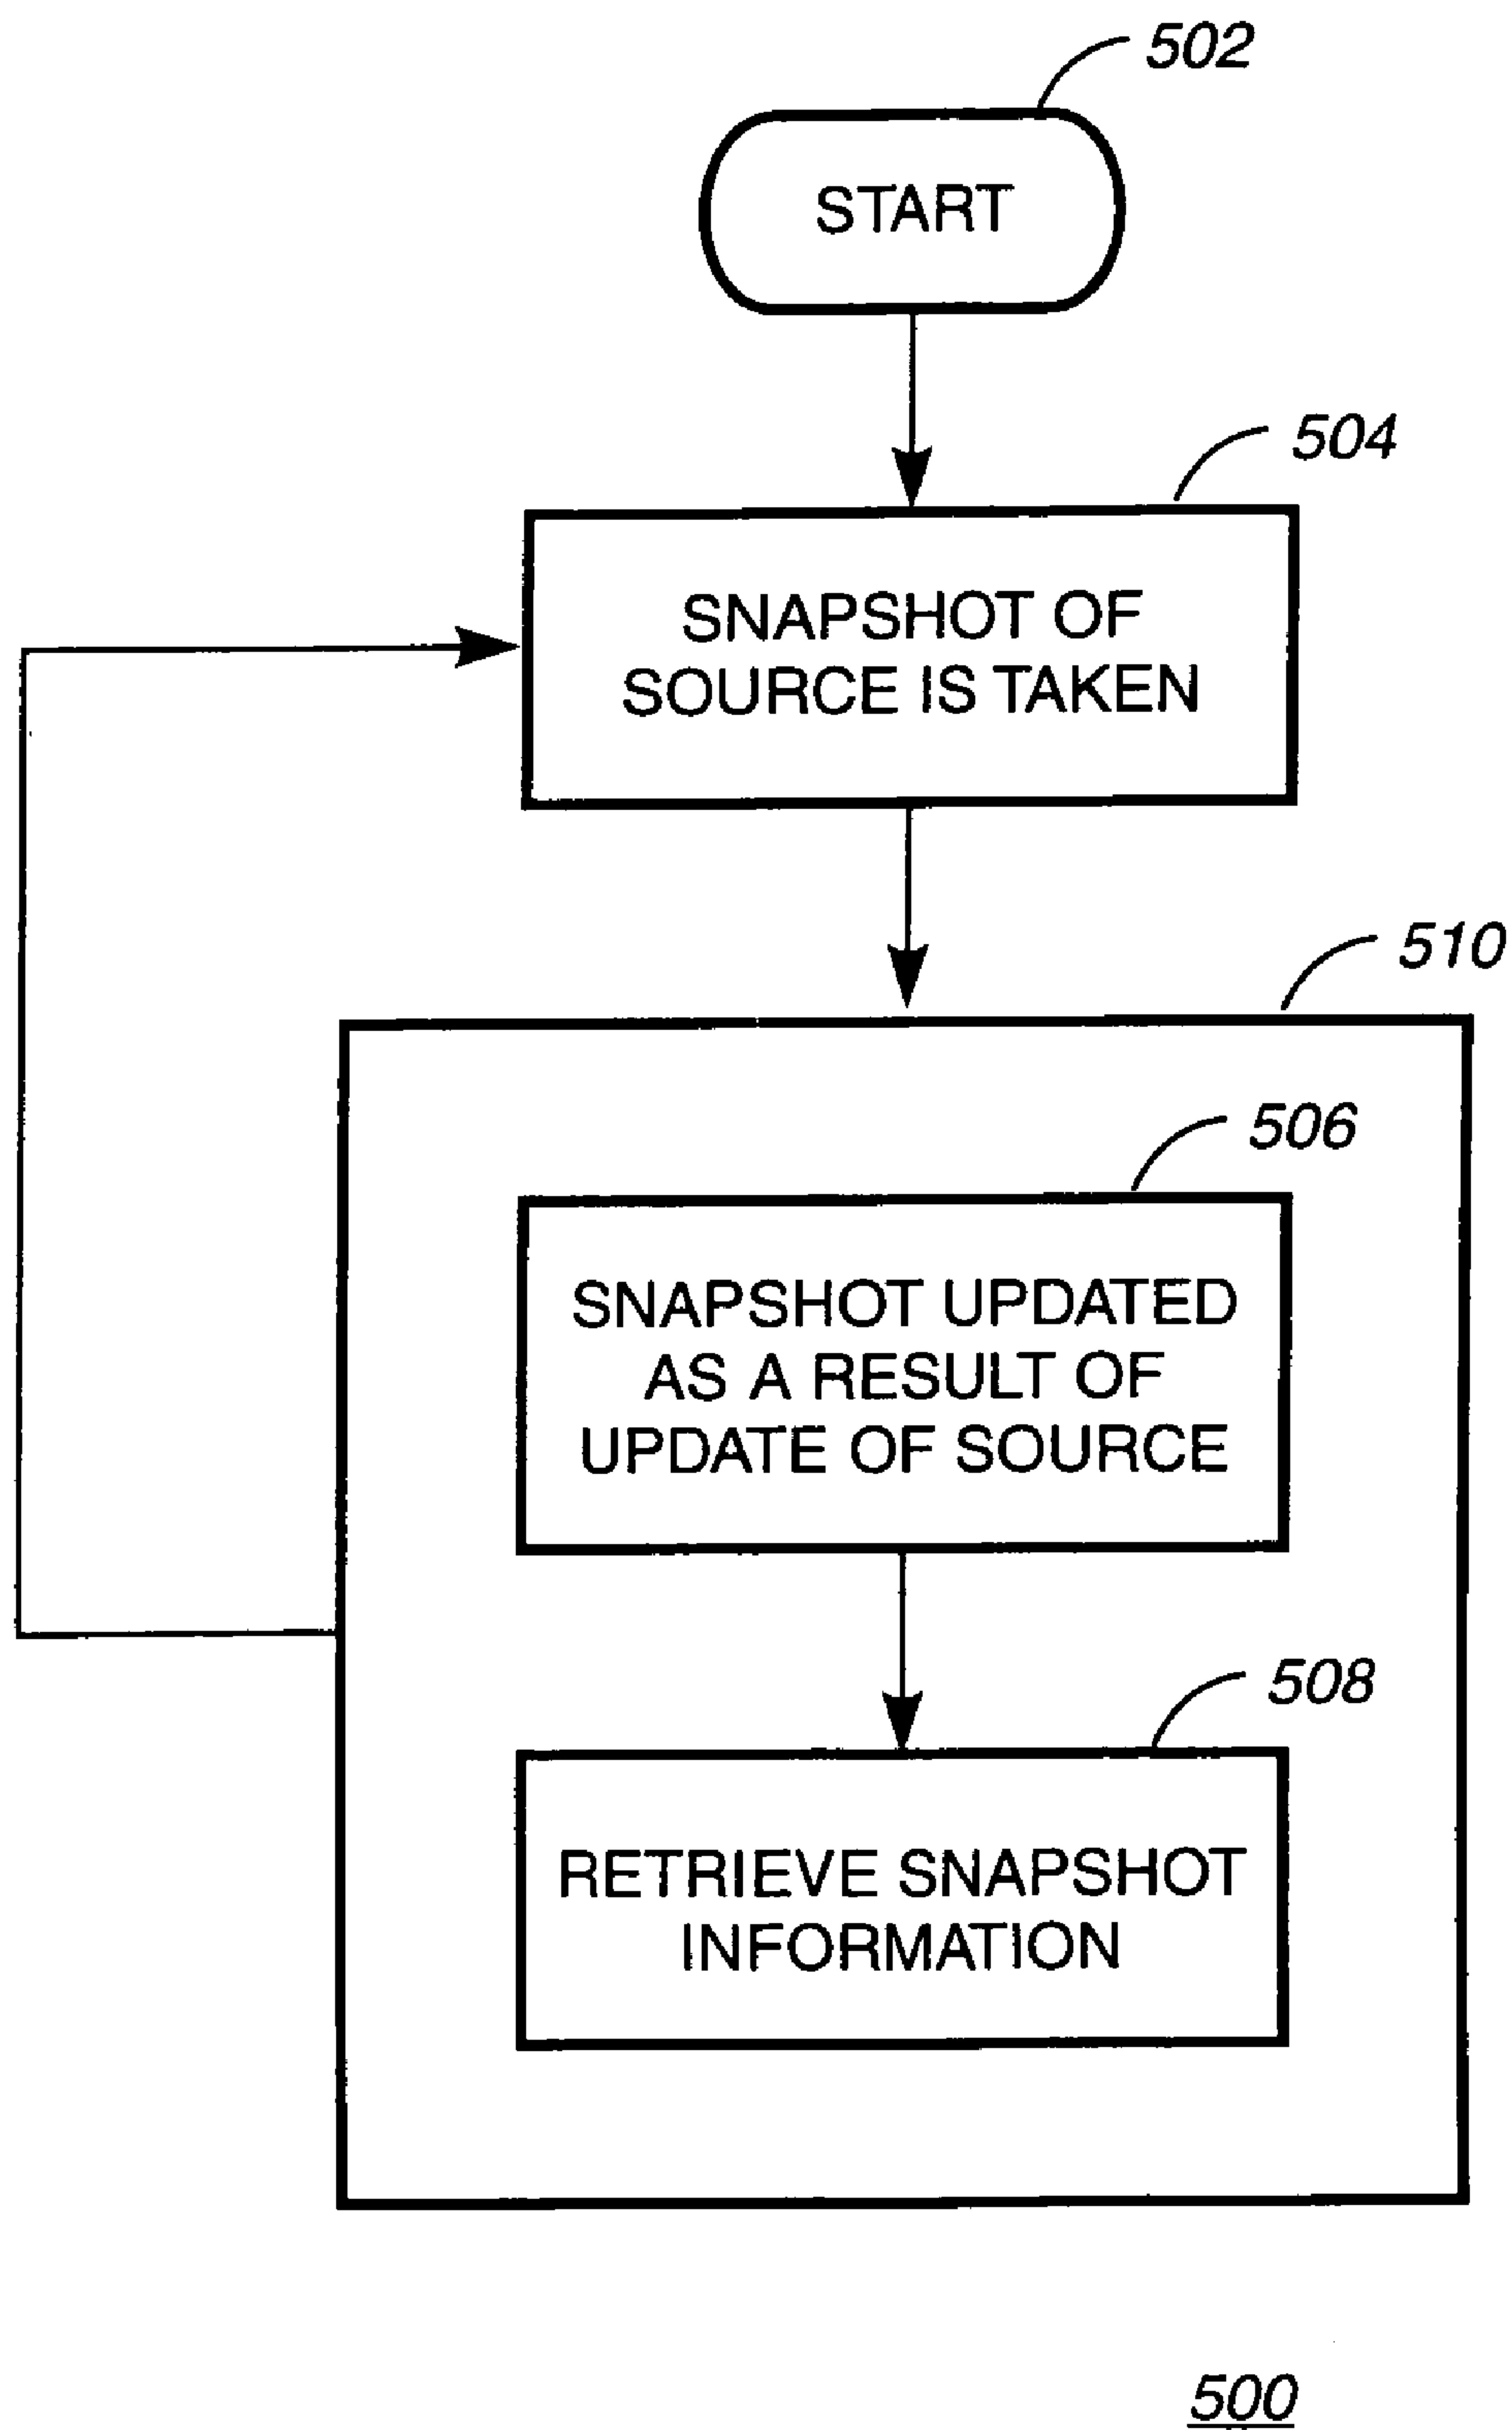 502
START
504
SNAPSHOT OF
SOURCE IS TAKEN
510
506
SNAPSHOT UPDATED
AS A RESULT OF
UPDATE OF SOURCE
508
RETRIEVE SNAPSHOT
INFORMATION
500